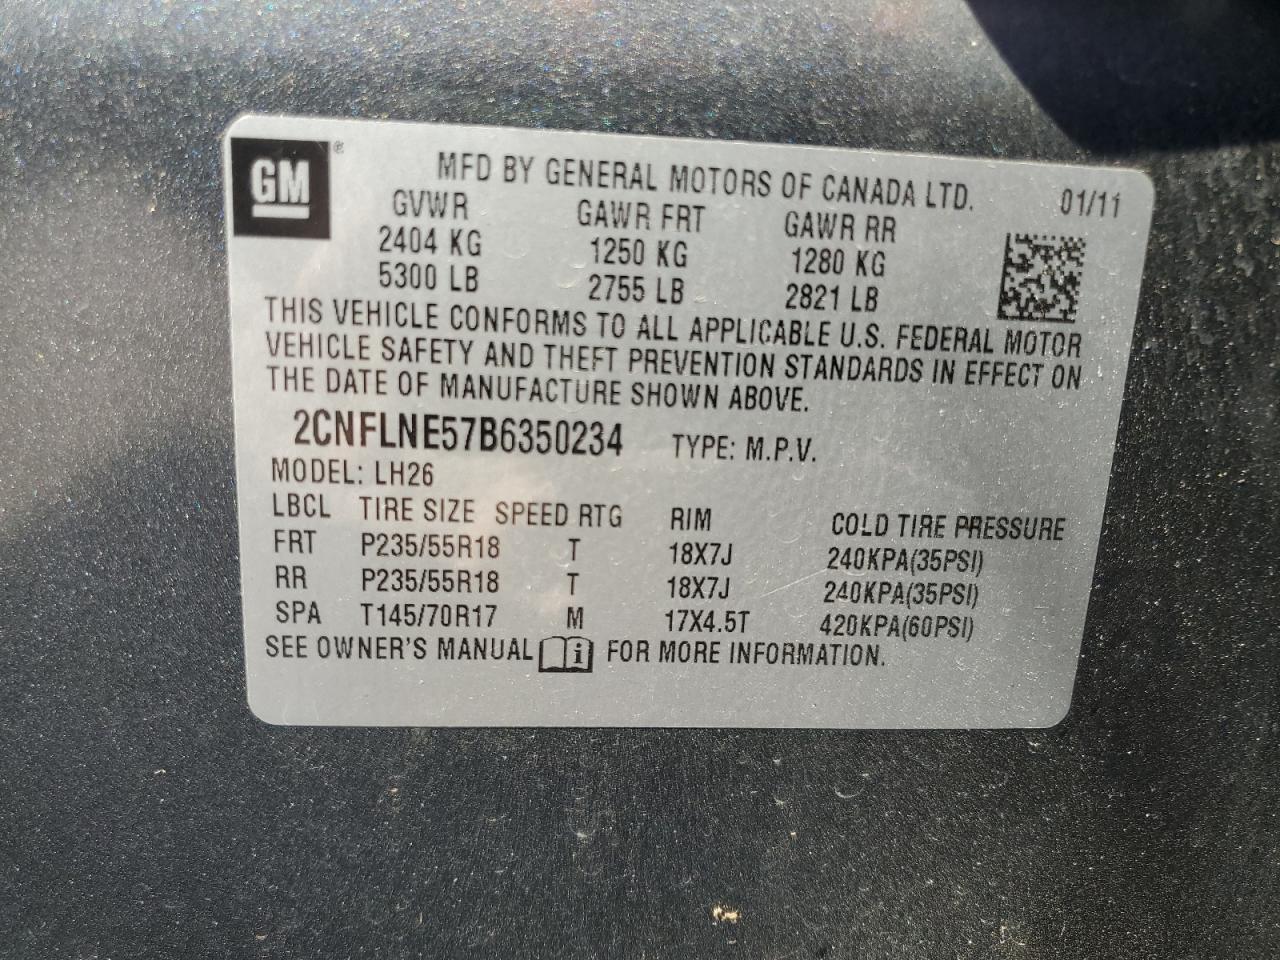 GM ®
MFD BY GENERAL MOTORS OF CANADA LTD. 01/11
GVWR GAWR FRT GAWR RR
2404 KG 1250 KG 1280 KG
5300 LB 2755 LB 2821 LB
THIS VEHICLE CONFORMS TO ALL APPLICABLE U.S. FEDERAL MOTOR
VEHICLE SAFETY AND THEFT PREVENTION STANDARDS IN EFFECT ON
THE DATE OF MANUFACTURE SHOWN ABOVE.
2CNFLNE57B6350234 TYPE: M.P.V.
MODEL: LH26
LBCL TIRE SIZE SPEED RTG RIM COLD TIRE PRESSURE
FRT P235/55R18 T 18X7J 240KPA(35PSI)
RR P235/55R18 T 18X7J 240KPA(35PSI)
SPA T145/70R17 M 17X4.5T 420KPA(60PSI)
SEE OWNER'S MANUAL i FOR MORE INFORMATION.